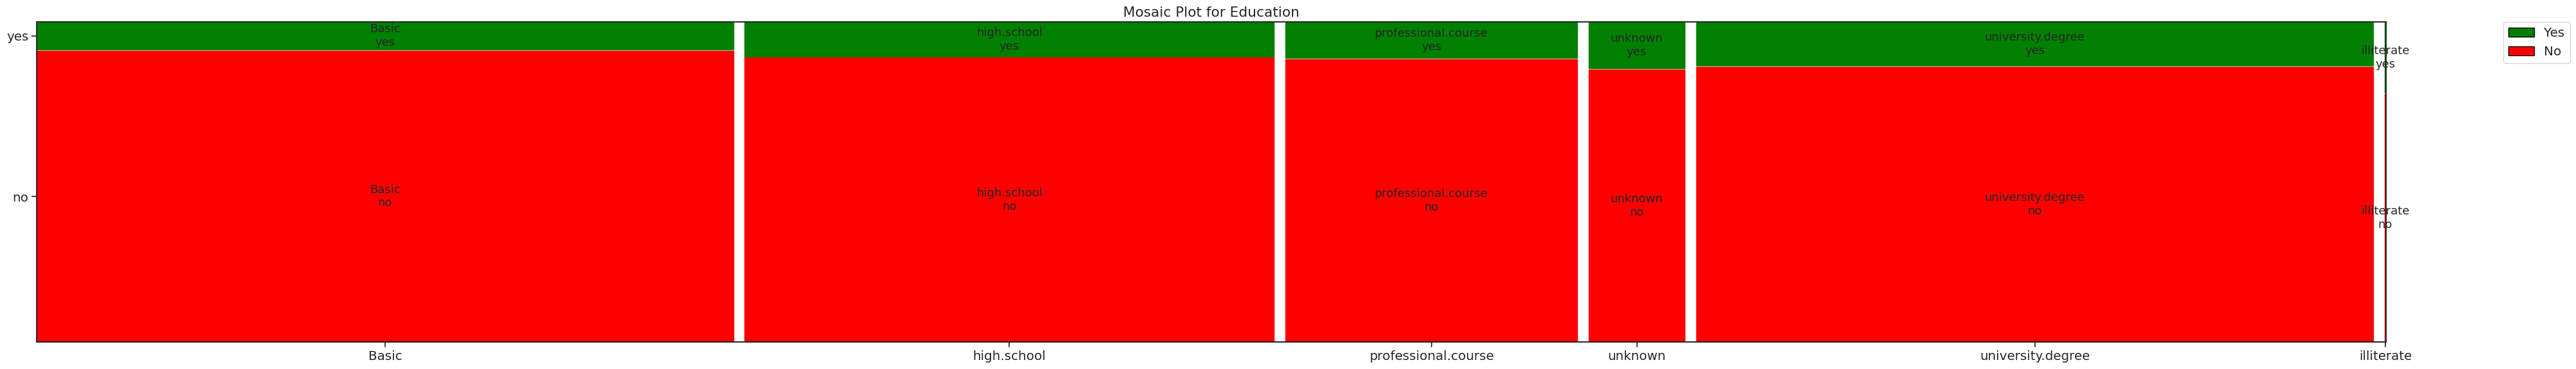 Mosaic Plot for Education
yes
no
Basic
yes
high.school
yes
professional.course
yes
unknown
yes
university.degree
yes
illiterate
yes
Basic
no
high.school
no
professional.course
no
unknown
no
university.degree
no
illiterate
no
Basic
high.school
professional.course
unknown
university.degree
illiterate
Yes
No